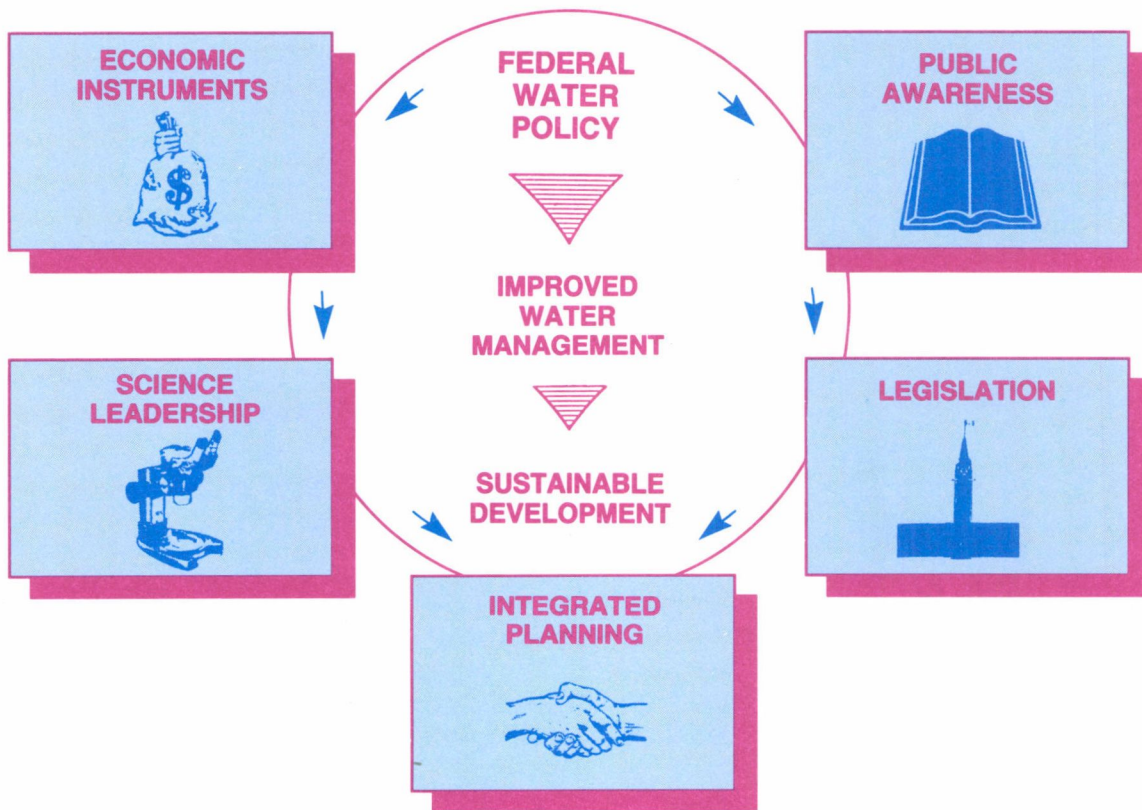 ECONOMIC
INSTRUMENTS
$
FEDERAL
WATER
POLICY
PUBLIC
AWARENESS
IMPROVED
WATER
MANAGEMENT
SCIENCE
LEADERSHIP
LEGISLATION
SUSTAINABLE
DEVELOPMENT
INTEGRATED
PLANNING